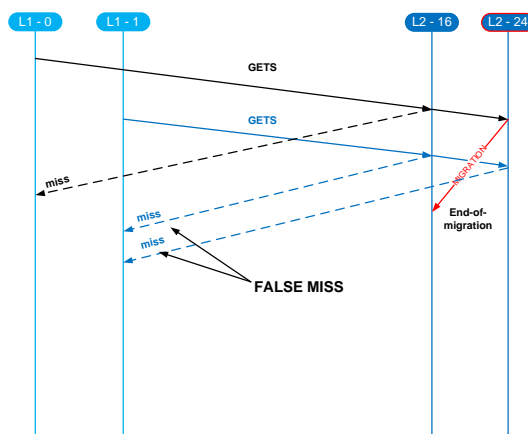 L1 - 0
L1 - 1
L2 - 16
L2 - 24
GETS
GETS
MIGRATION
miss
End-of-
migration
miss
miss
FALSE MISS